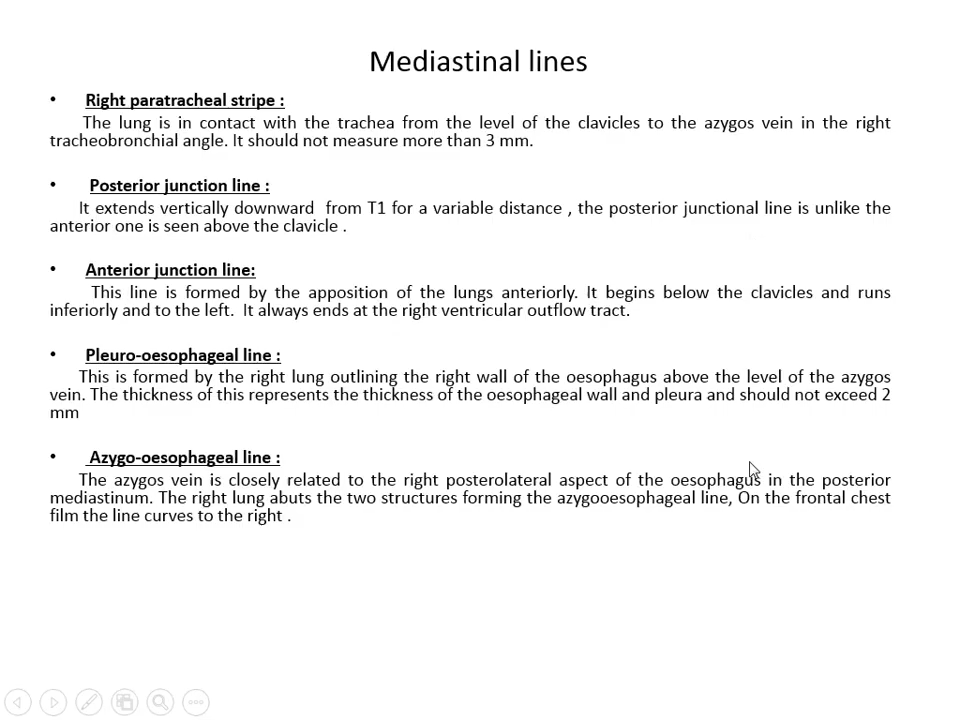 Mediastinal lines
• Right paratracheal stripe :
The lung is in contact with the trachea from the level of the clavicles to the azygos vein in the right
tracheobronchial angle. It should not measure more than 3 mm.
• Posterior junction line :
It extends vertically downward from T1 for a variable distance , the posterior junctional line is unlike the
anterior one is seen above the clavicle .
• Anterior junction line:
This line is formed by the apposition of the lungs anteriorly. It begins below the clavicles and runs
inferiorly and to the left. It always ends at the right ventricular outflow tract.
• Pleuro-oesophageal line :
This is formed by the right lung outlining the right wall of the oesophagus above the level of the azygos
vein. The thickness of this represents the thickness of the oesophageal wall and pleura and should not exceed 2
mm
• Azygo-oesophageal line :
The azygos vein is closely related to the right posterolateral aspect of the oesophagus in the posterior
mediastinum. The right lung abuts the two structures forming the azygooesophageal line, On the frontal chest
film the line curves to the right .